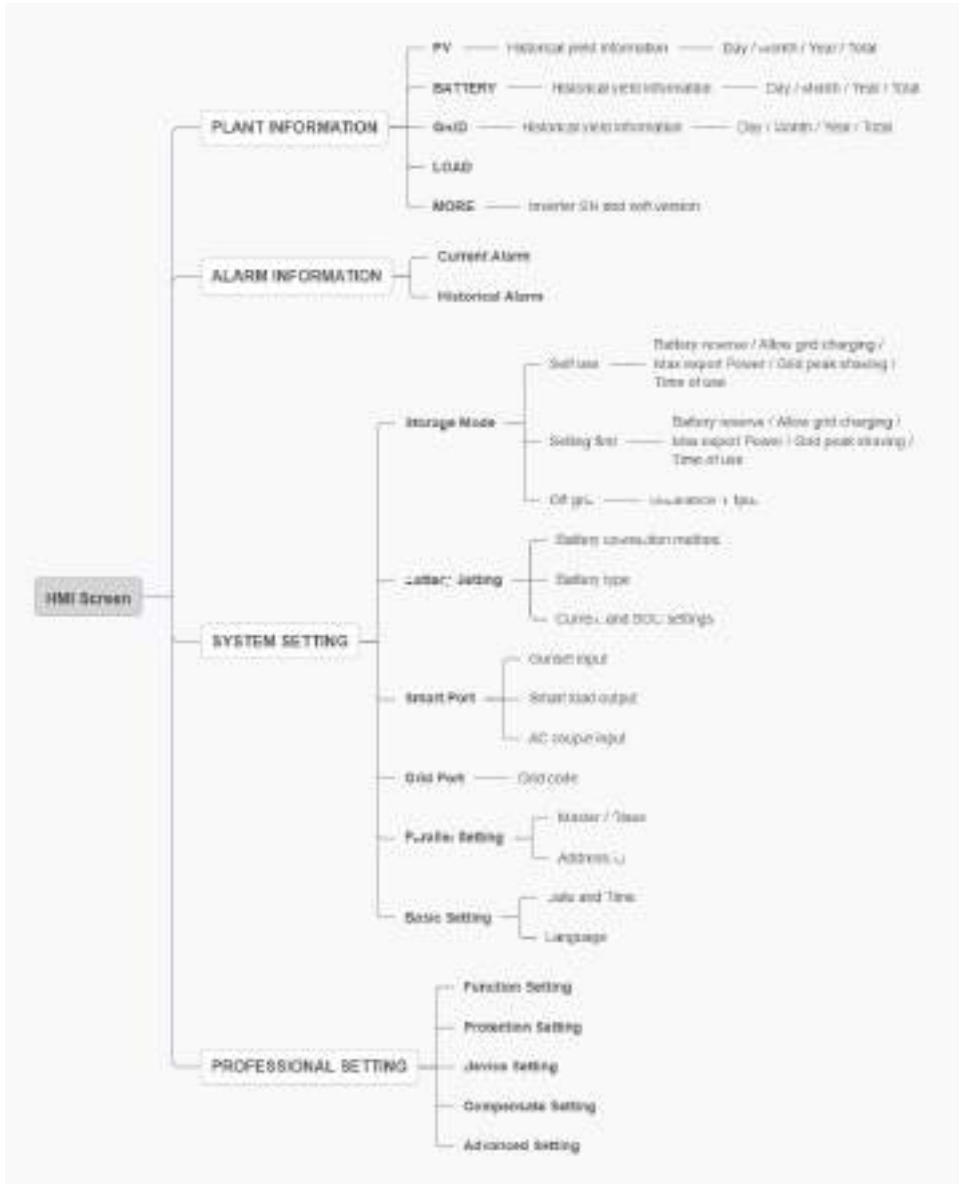 PV
Historical yield information
Day / Month / Year / Total
BATTERY
Historical yield information
Day / Month / Year / Total
PLANT INFORMATION
GRID
Historical yield information
Day / Month / Year / Total
LOAD
MORE
Inverter SN and soft version
Current Alarm
ALARM INFORMATION
Historical Alarm
Battery reserve / Allow grid charging /
Self use
Max export Power / Grid peak shaving /
Time of use
Storage Mode
Battery reserve / Allow grid charging /
Selling first
Max export Power / Grid peak shaving /
Time of use
Off grid
Battery connection
Battery Setting
Battery type
HMI Screen
Current and SOC settings
SYSTEM SETTING
input
Smart Port
Smart load output
AC couple input
Grid Port
Grid code
Master /
Parallel Setting
Address
Date and Time
Basic Setting
Language
Function Setting
Protection Setting
PROFESSIONAL SETTING
Device Setting
Compensate Setting
Advanced Setting